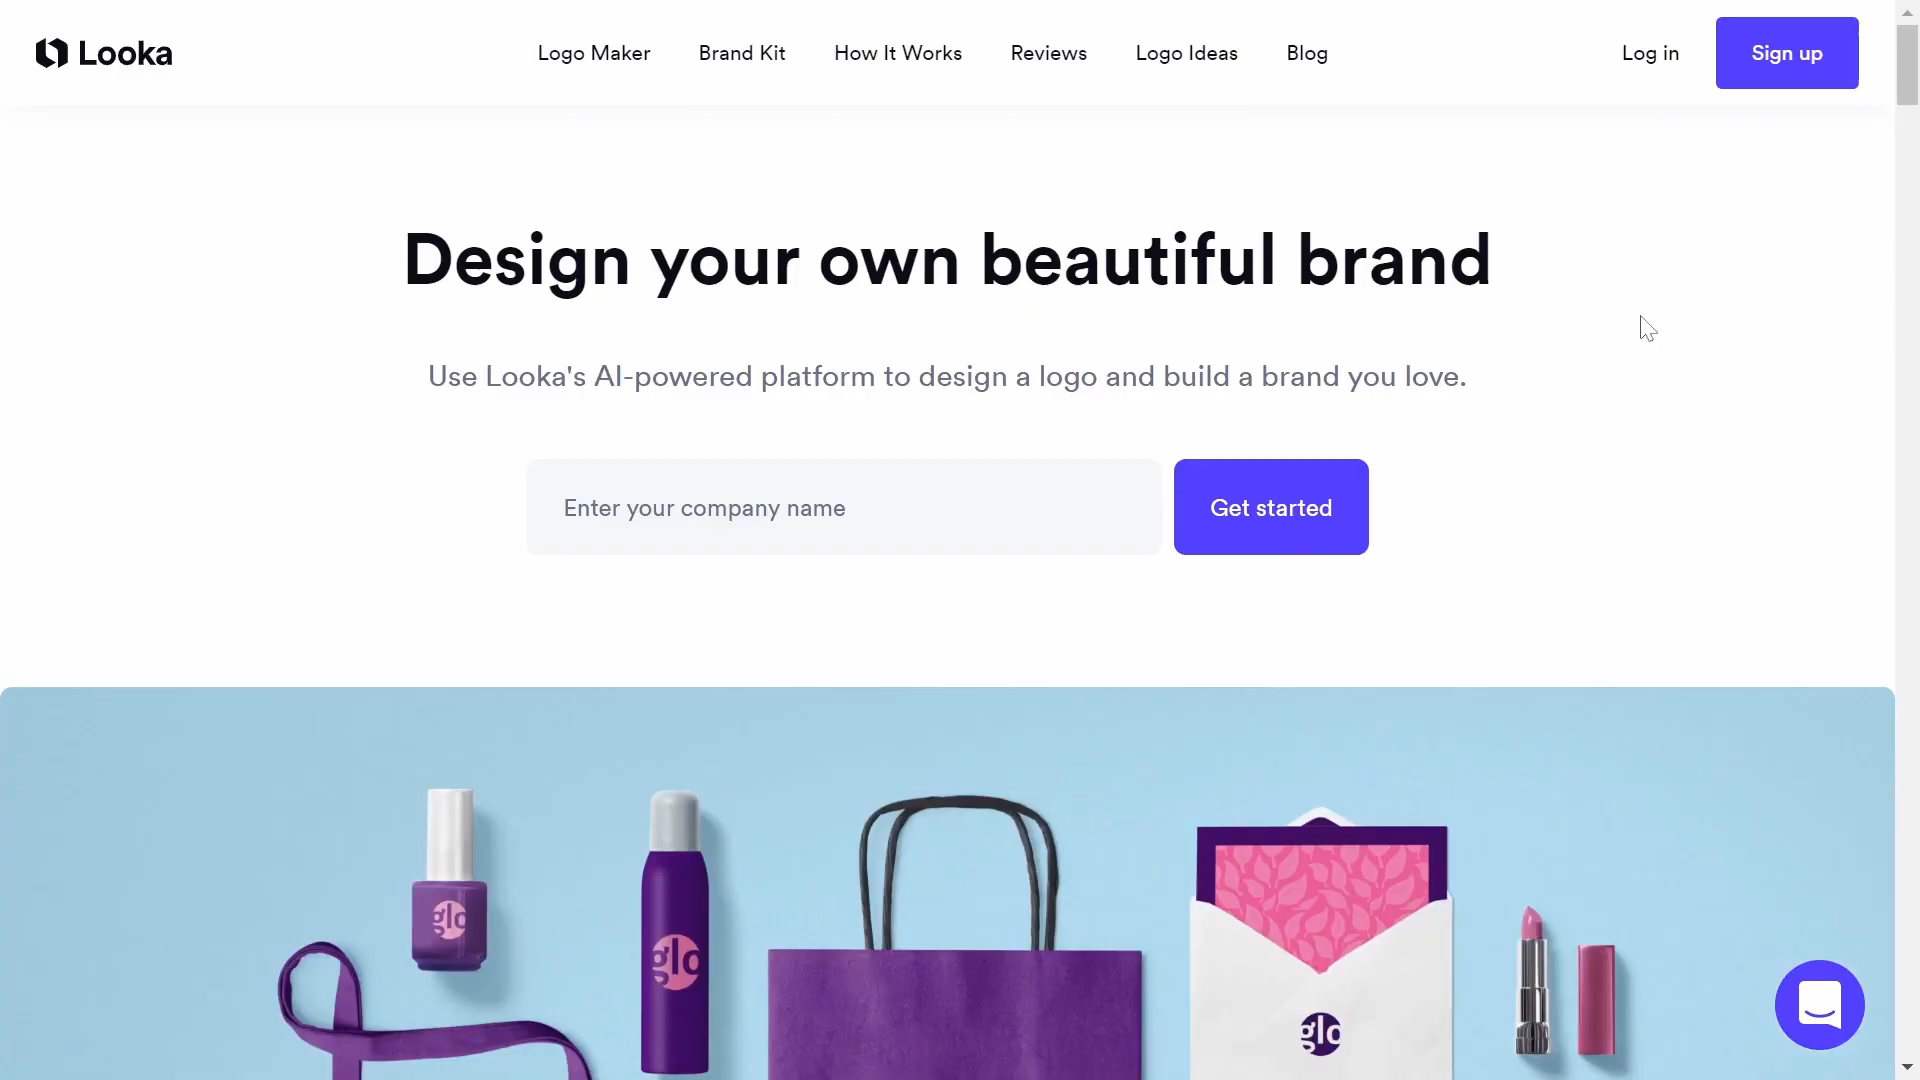 Looka
Logo Maker
Brand Kit
How It Works
Reviews
Logo Ideas
Blog
Log in
Sign up
Design your own beautiful brand
Use Looka's AI-powered platform to design a logo and build a brand you love.
Enter your company name
Get started
glo
glo
glo